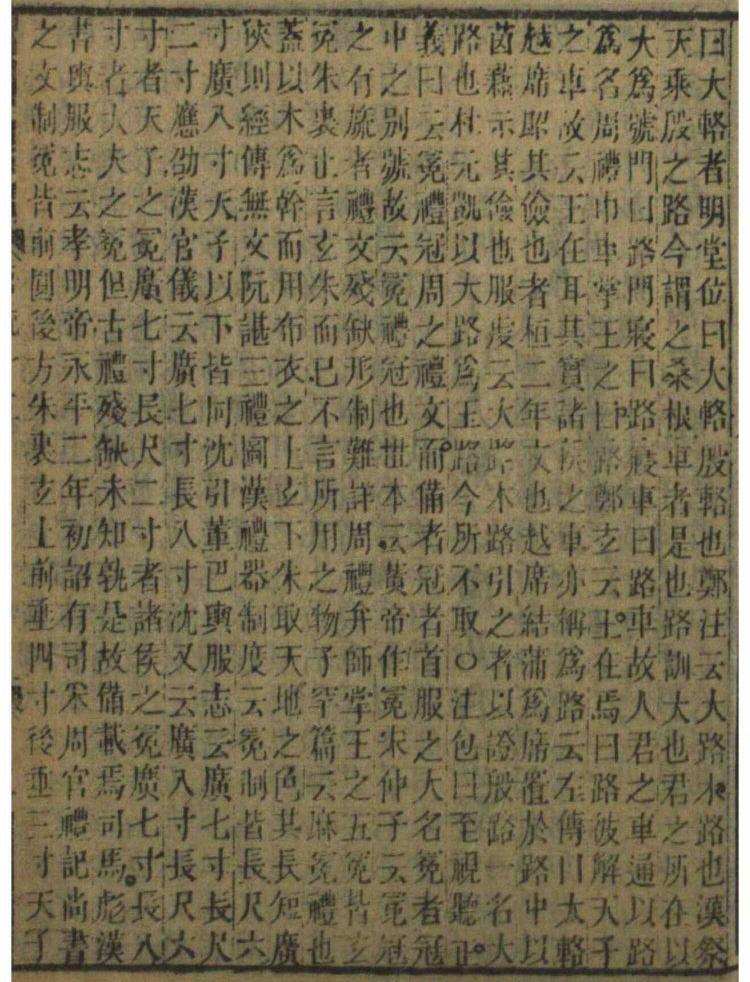 曰大輅者明堂位曰大輅殷輅也鄭注云大路木路也漢祭
天乘殷之路今謂之桑根車者是也路訓大也君之所在以
大爲號門曰路門寢曰路寢車曰路車故人君之車通以路
爲名周禮巾車掌王之五路鄭玄云王在焉曰路彼解天子
之車故云王在耳其實諸侯之車亦稱爲路云左傳曰大輅
越席昭其儉也者桓二年文也越席結蒲爲席置於路中以
茵藉示其儉也服虔云大路木路引之者以證殷路一名大
路也杜元凱以大路爲玉路今所不取○注包曰至視聽正
義曰云冕禮冠周之禮文而備者冠者首服之大名冕者冠
中之別號故云冕禮冠也世本云黃帝作冕宋仲子云冕冠
之有旒者禮文殘缺形制難詳周禮弁師掌王之五冕皆玄
冕朱裏止言玄朱而已不言所用之物子罕篇云麻冕禮也
蓋以木爲幹而用布衣之上玄下朱取天地之色其長短廣
狹則經傳無文阮諶三禮圖漢禮器制度云冕制皆長尺六
寸廣八寸天子以下皆同沈引董巴輿服志云廣七寸長尺
二寸應劭漢官儀云廣七寸長八寸沈又云廣八寸長尺六
寸者天子之冕廣七寸長尺二寸者諸侯之冕廣七寸長八
寸者大夫之冕但古禮殘缺未知孰是故備載焉司馬彪漢
書輿服志云孝明帝永平二年初詔有司采周官禮記尚書
之文制冕皆前圓後方朱裏玄上前垂四寸後垂三寸天子